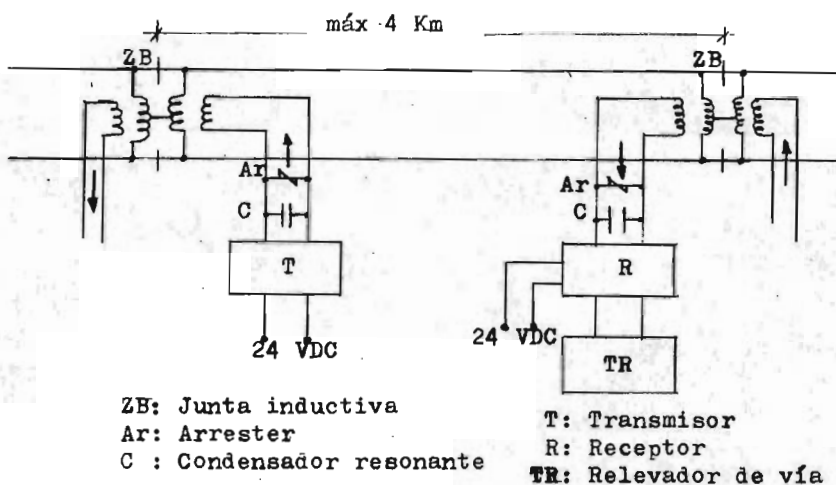 máx 4 Km
ZB ZB
Ar Ar
C C
T R
24 VDC 24 VDC
TR
ZB: Junta inductiva
Ar: Arrester
C : Condensador resonante
T: Transmisor
R: Receptor
TR: Relevador de vía